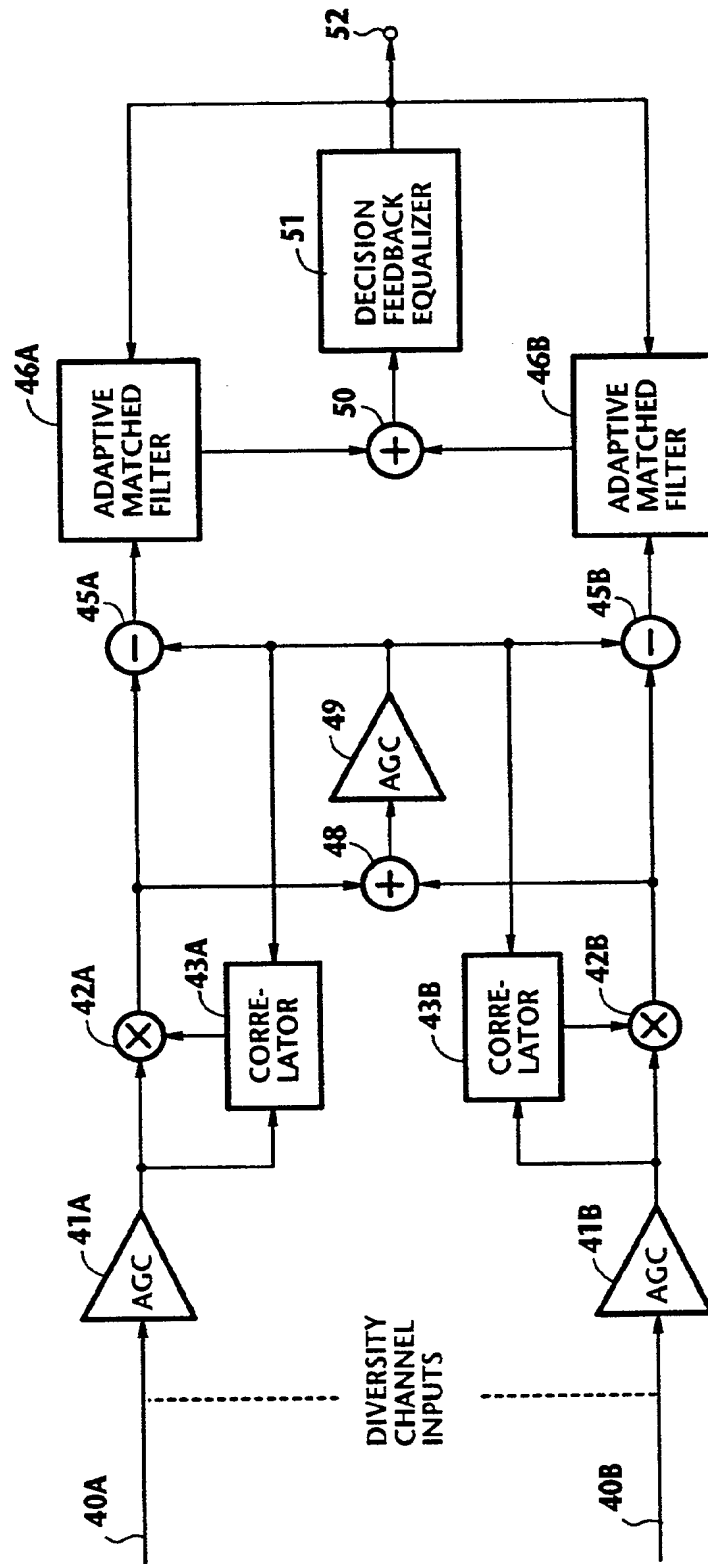 40A
41A
AGC
42A
43A
CORRE-
LATOR
45A
46A
ADAPTIVE
MATCHED
FILTER
DIVERSITY
CHANNEL
INPUTS
48
+
49
AGC
50
+
51
DECISION
FEEDBACK
EQUALIZER
52
40B
41B
AGC
43B
CORRE-
LATOR
42B
45B
46B
ADAPTIVE
MATCHED
FILTER